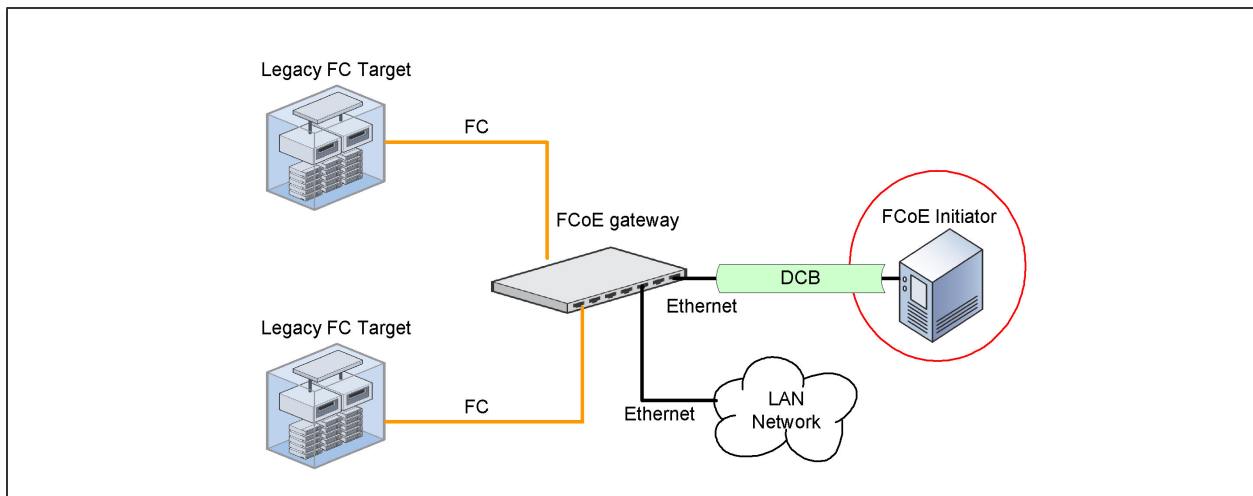 Legacy FC Target
FC
FCoE gateway
FCoE Initiator
DCB
Ethernet
Legacy FC Target
FC
Ethernet
LAN
Network